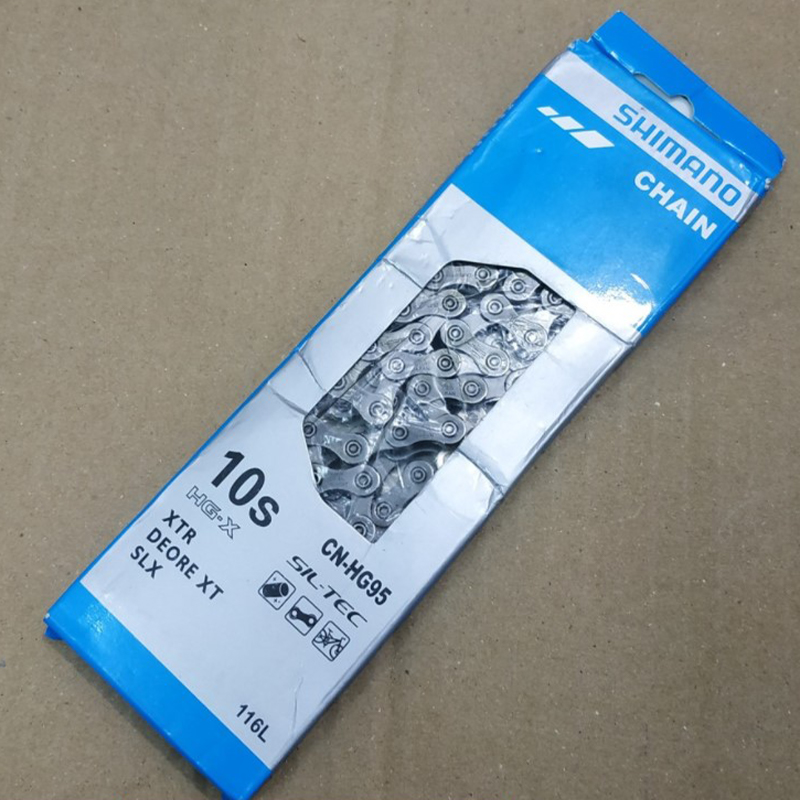 SHIMANO
CHAIN
10s
HG-X
XTR
DEORE XT
SLX
CN-HG95
SIL-TEC
116L